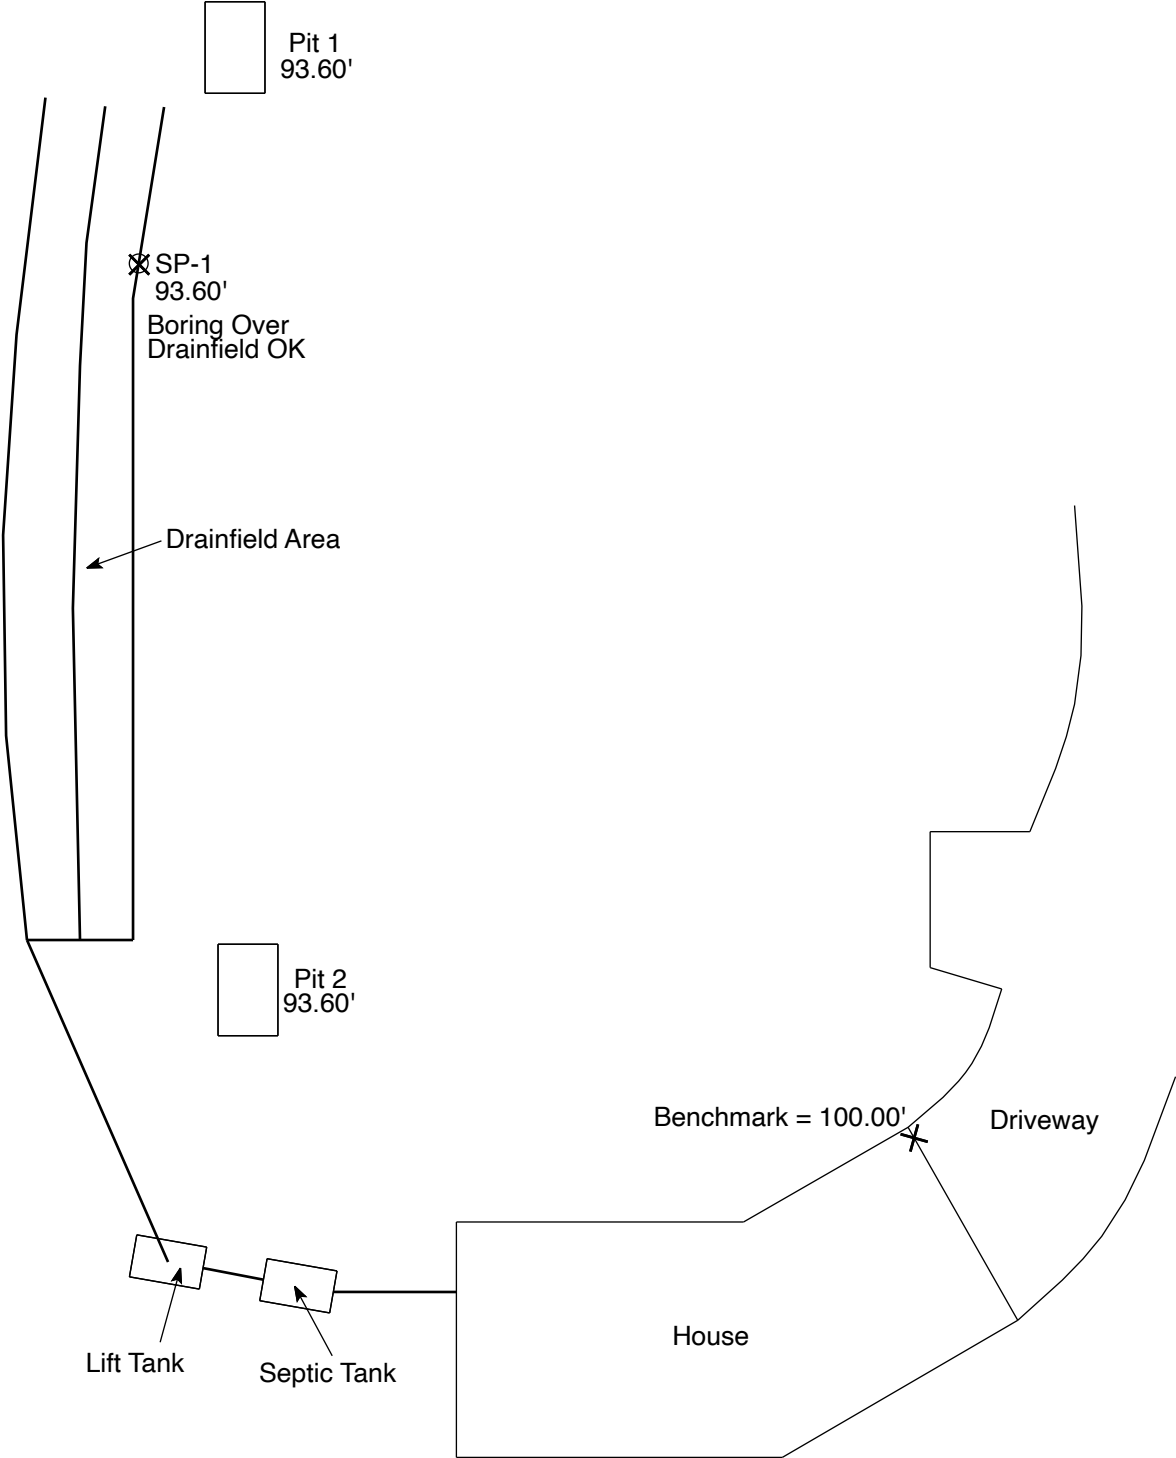 Pit 1
93.60'
SP-1
93.60'
Boring Over
Drainfield OK
Drainfield Area
Pit 2
93.60'
Benchmark = 100.00'
Driveway
House
Lift Tank
Septic Tank